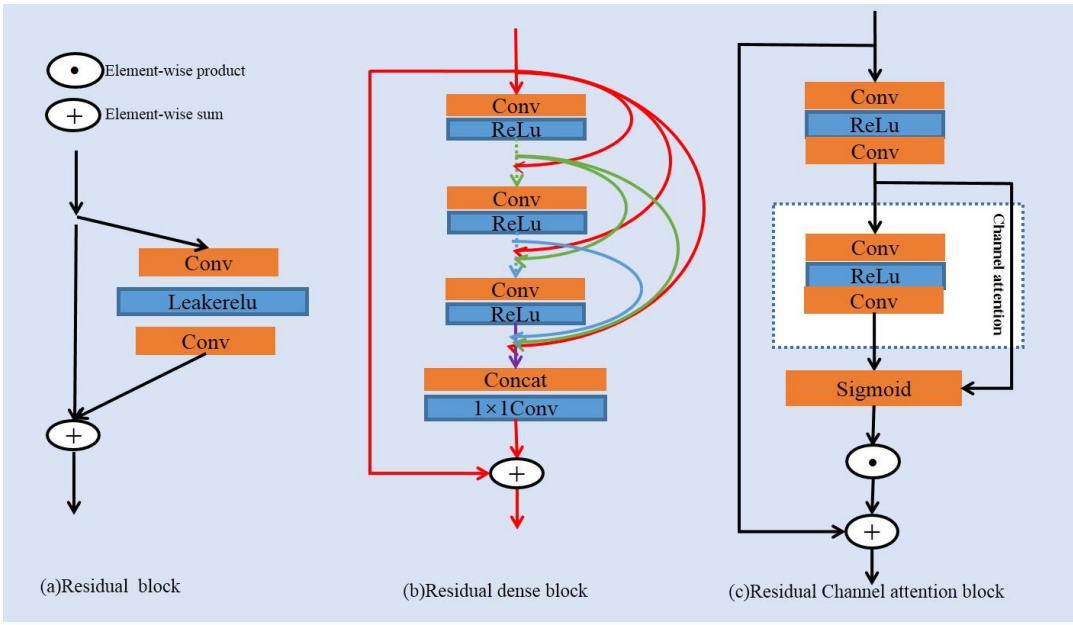 Element-wise product
Element-wise sum
+
Conv
Leakerelu
Conv
+
(a)Residual block
Conv
ReLu
Conv
ReLu
Conv
ReLu
Concat
1×1Conv
+
(b)Residual dense block
Conv
ReLu
Conv
Channel attention
Conv
ReLu
Conv
Sigmoid
+
(c)Residual Channel attention block